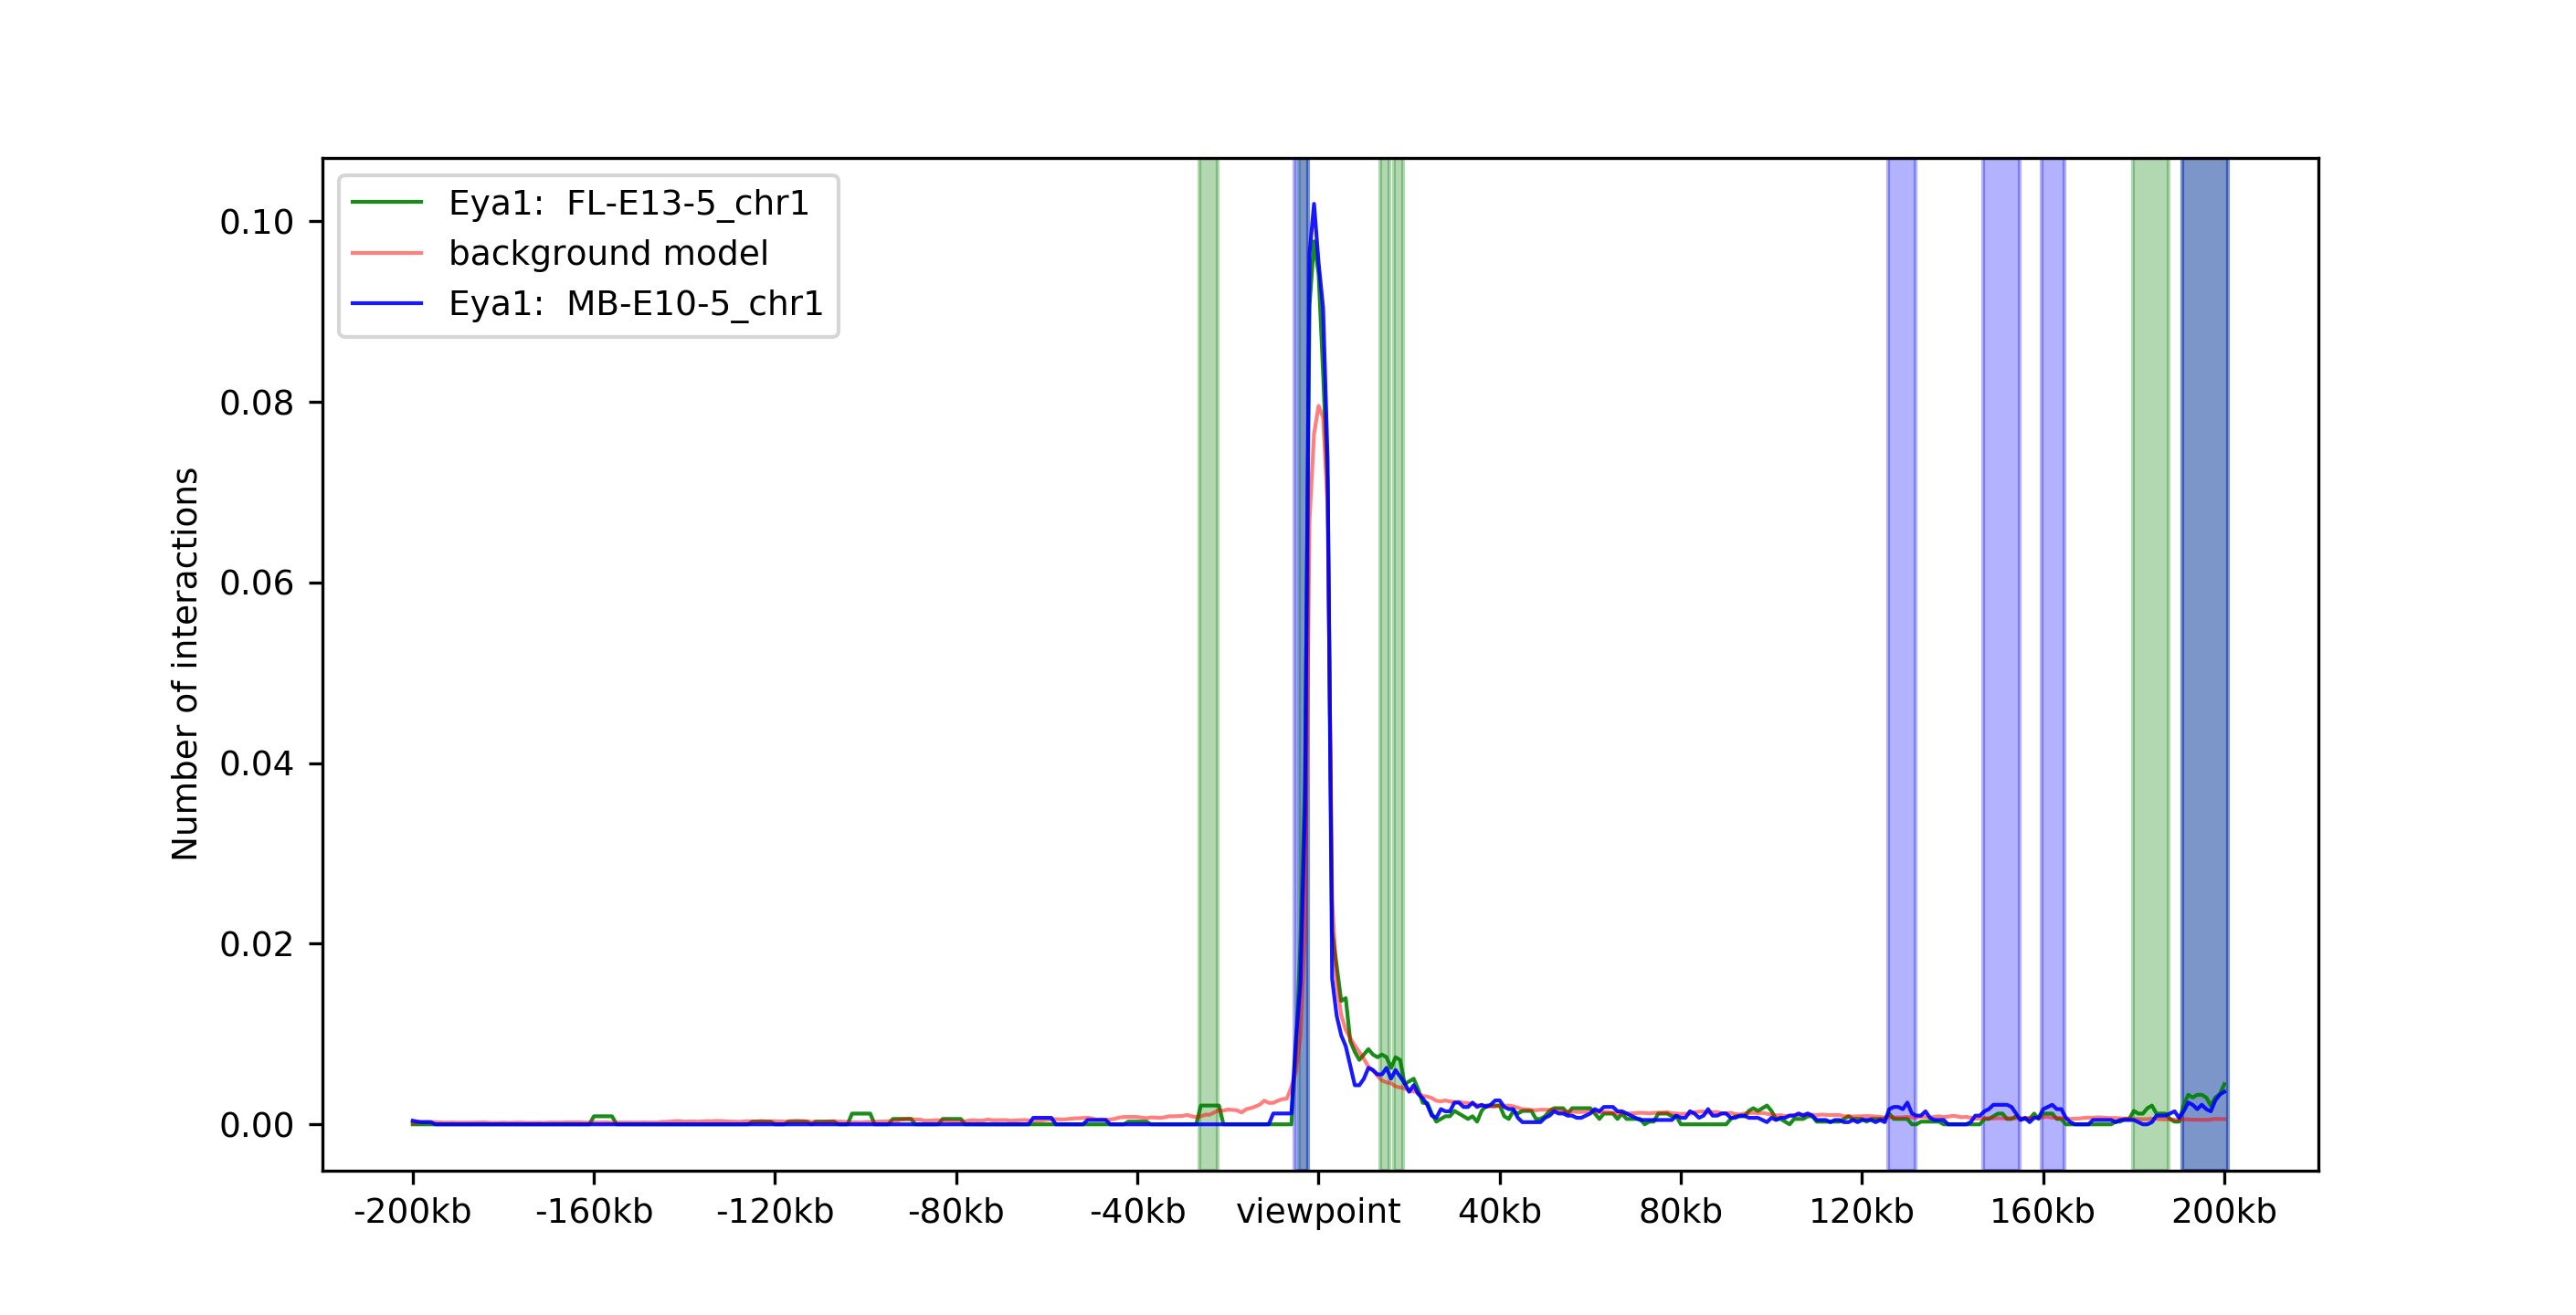 Eya1:  FL-E13-5_chr1
background model
Eya1:  MB-E10-5_chr1
Number of interactions
0.10
0.08
0.06
0.04
0.02
0.00
-200kb -160kb -120kb -80kb -40kb viewpoint 40kb 80kb 120kb 160kb 200kb